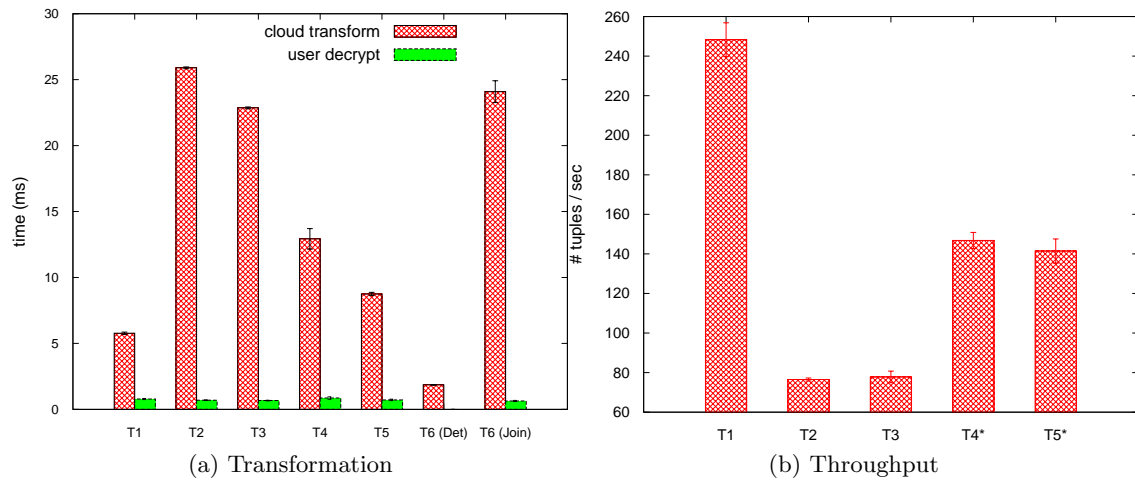 30
25
20
15
10
5
0
time (ms)
cloud transform
user decrypt
T1 T2 T3 T4 T5 T6 (Det) T6 (Join)
(a) Transformation
260
240
220
200
180
160
140
120
100
80
60
# tuples / sec
T1 T2 T3 T4* T5*
(b) Throughput